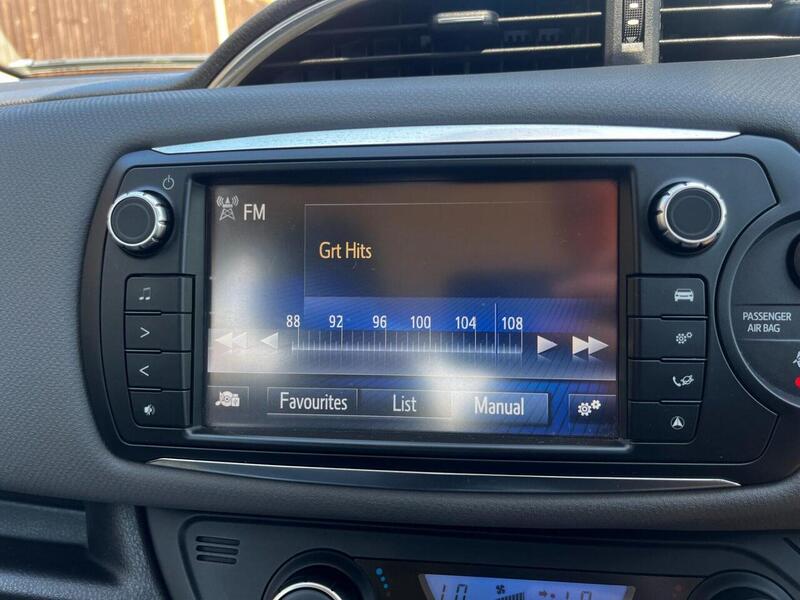 FM
Grt Hits
88 92 96 100 104 108
Favourites List Manual
PASSENGER
AIR BAG